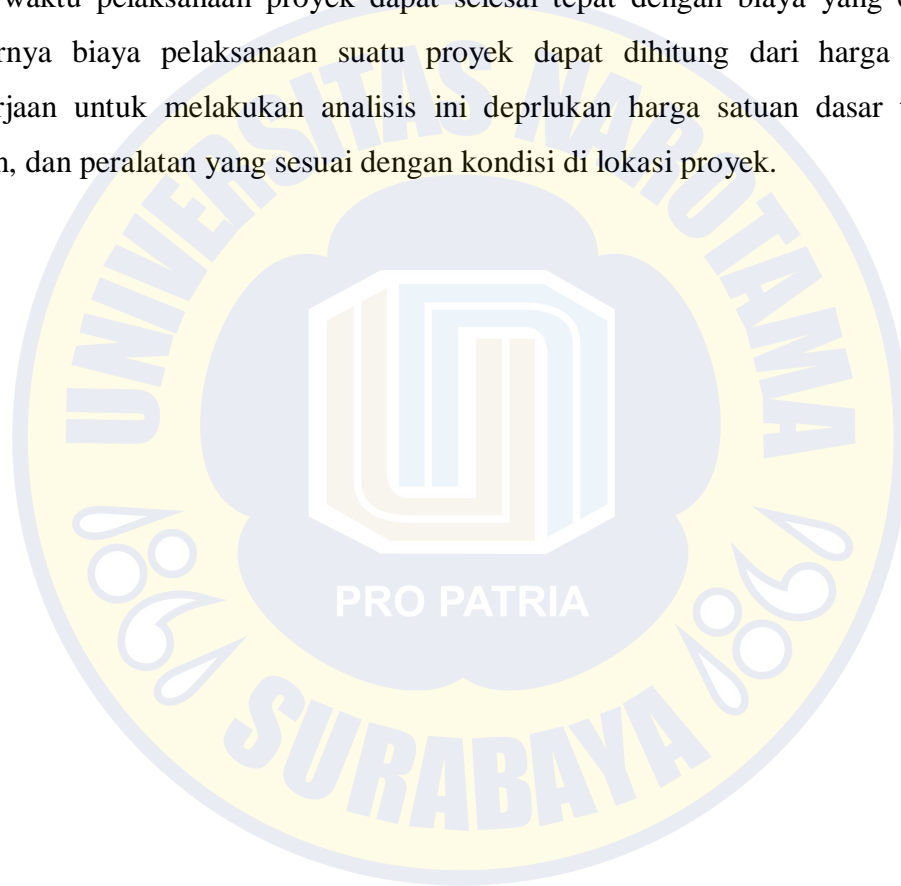 waktu pelaksanaan proyek dapat selesai tepat dengan biaya yang
biaya pelaksanaan suatu proyek dapat dihitung dari harga
untuk melakukan analisis ini deprlukan harga satuan dasar
dan peralatan yang sesuai dengan kondisi di lokasi proyek.
UNIVERSITAS NAROTAMA
PRO PATRIA
SURABAYA